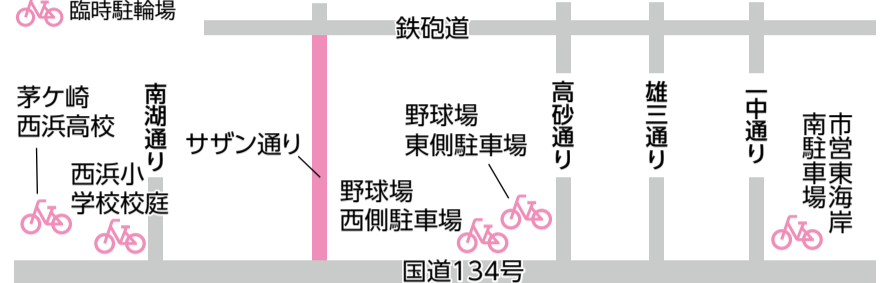 臨時駐輪場
鉄砲道
茅ケ崎
西浜高校
南湖通り
西浜小
学校校庭
サザン通り
野球場
西側駐車場
野球場
東側駐車場
高砂通り
雄三通り
一中通り
市営東海岸
南駐車場
国道134号